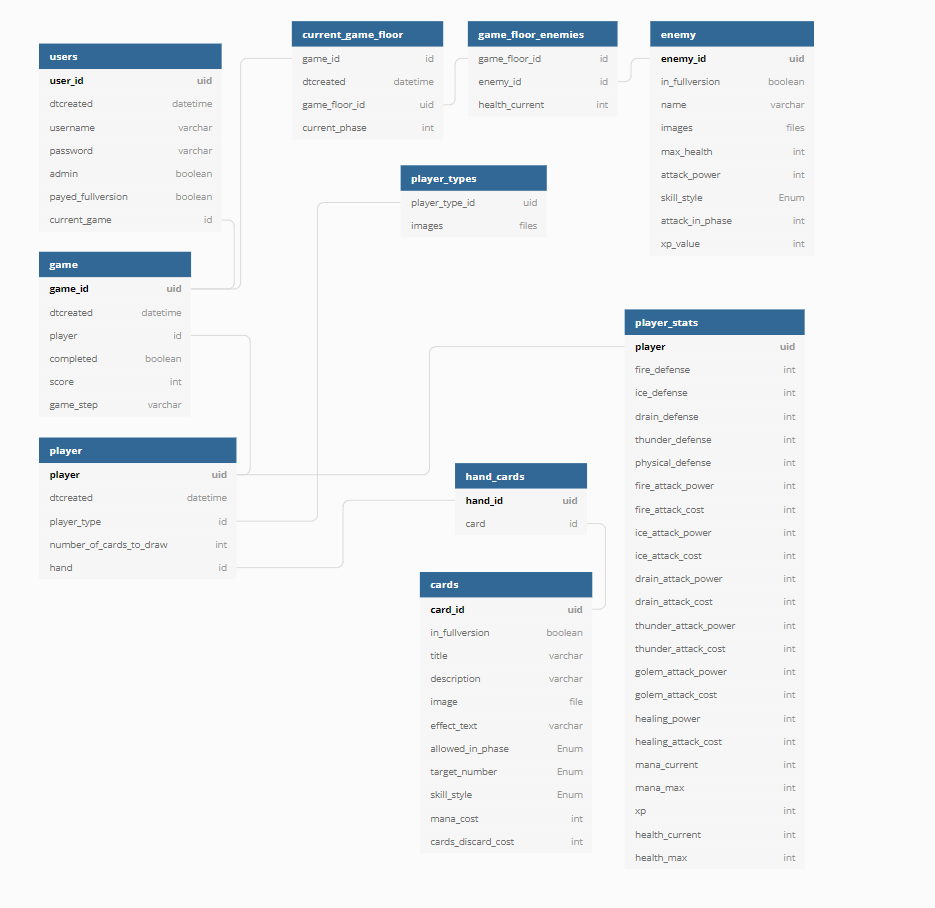 users
user_id uid
dtcreated datetime
username varchar
password varchar
admin boolean
payed_fullversion boolean
current_game id
game
game_id uid
dtcreated datetime
player id
completed boolean
score int
game_step varchar
player
player uid
dtcreated datetime
player_type id
number_of_cards_to_draw int
hand id
current_game_floor
game_id id
dtcreated datetime
game_floor_id uid
current_phase int
game_floor_enemies
game_floor_id id
enemy_id id
health_current int
enemy
enemy_id uid
in_fullversion boolean
name varchar
images files
max_health int
attack_power int
skill_style Enum
attack_in_phase int
xp_value int
player_types
player_type_id uid
images files
hand_cards
hand_id uid
card id
cards
card_id uid
in_fullversion boolean
title varchar
description varchar
image file
effect_text varchar
allowed_in_phase Enum
target_number Enum
skill_style Enum
mana_cost int
cards_discard_cost int
player_stats
player uid
fire_defense int
ice_defense int
drain_defense int
thunder_defense int
physical_defense int
fire_attack_power int
fire_attack_cost int
ice_attack_power int
ice_attack_cost int
drain_attack_power int
drain_attack_cost int
thunder_attack_power int
thunder_attack_cost int
golem_attack_power int
golem_attack_cost int
healing_power int
healing_attack_cost int
mana_current int
mana_max int
xp int
health_current int
health_max int